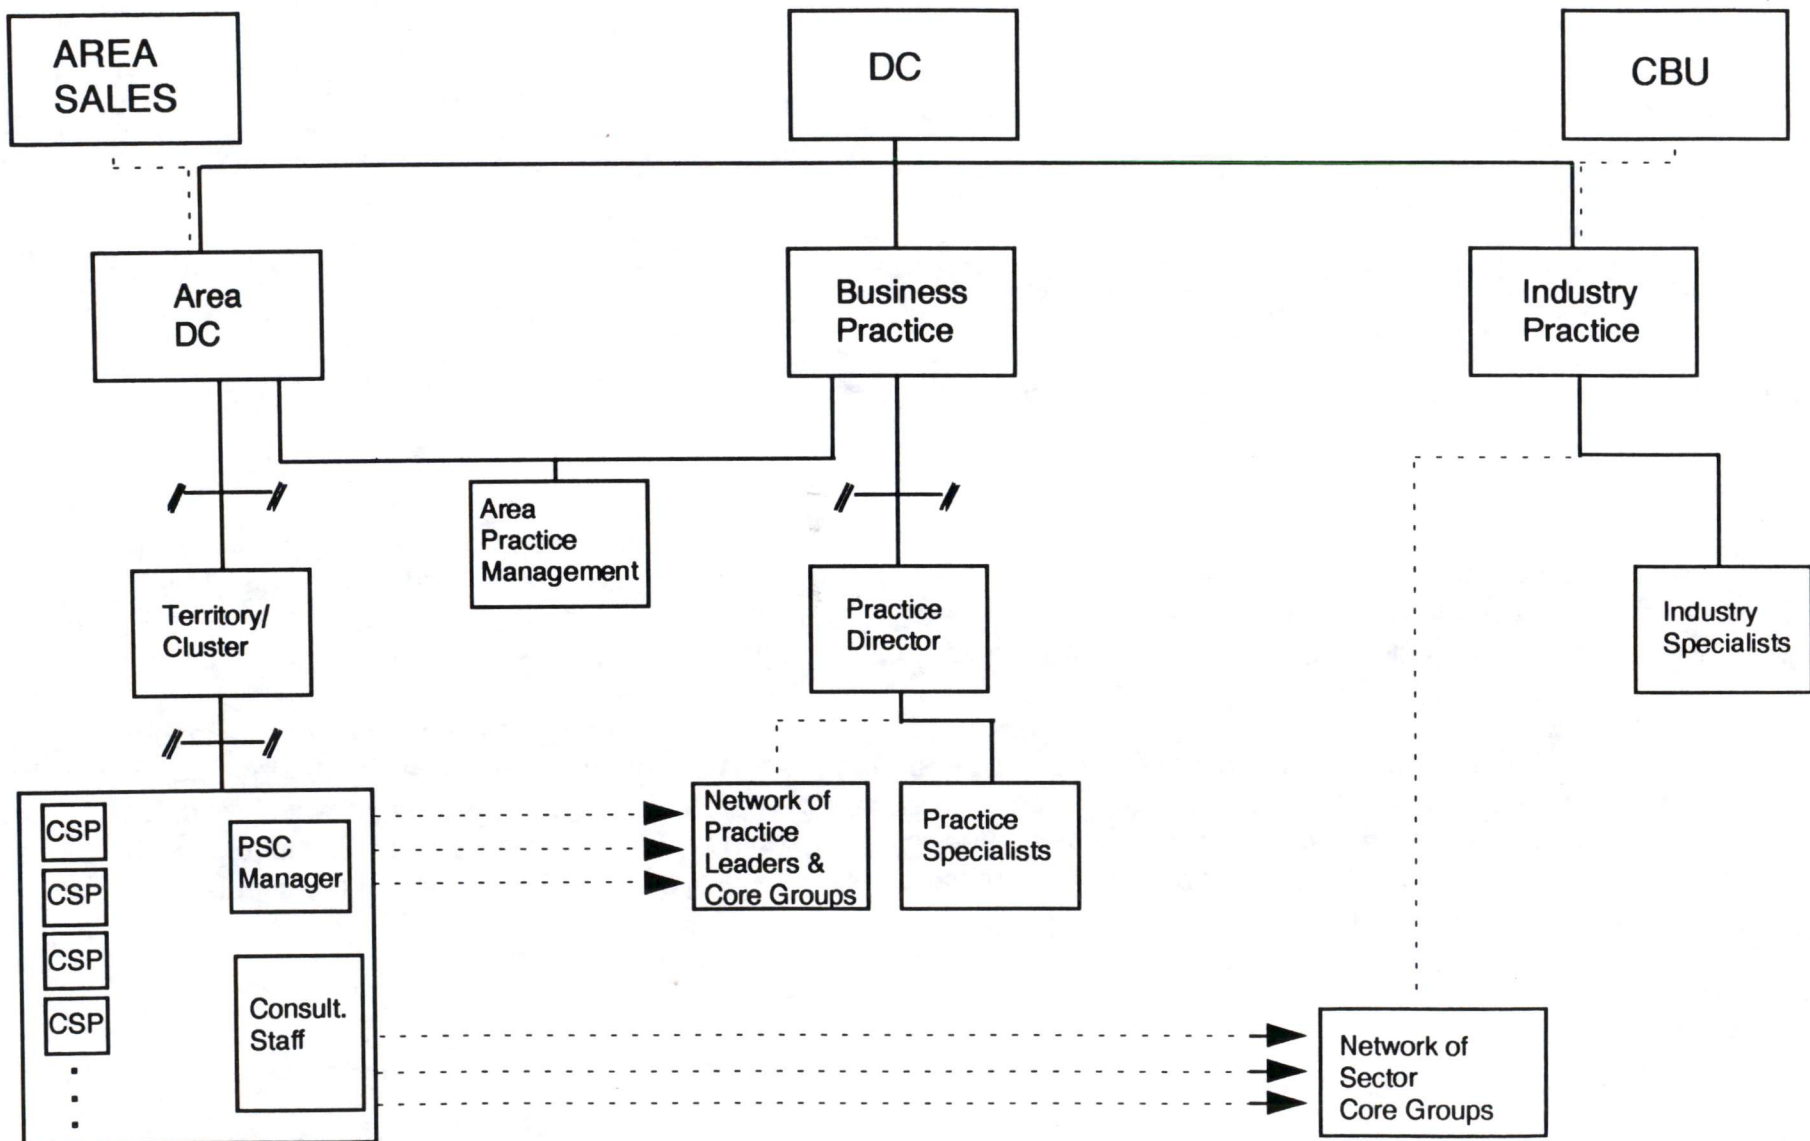 AREA
SALES
DC
CBU
Area
DC
Business
Practice
Industry
Practice
Area
Practice
Management
Territory/
Cluster
Practice
Director
Industry
Specialists
CSP
CSP
CSP
CSP
PSC
Manager
Consult.
Staff
Network of
Practice
Leaders &
Core Groups
Practice
Specialists
Network of
Sector
Core Groups